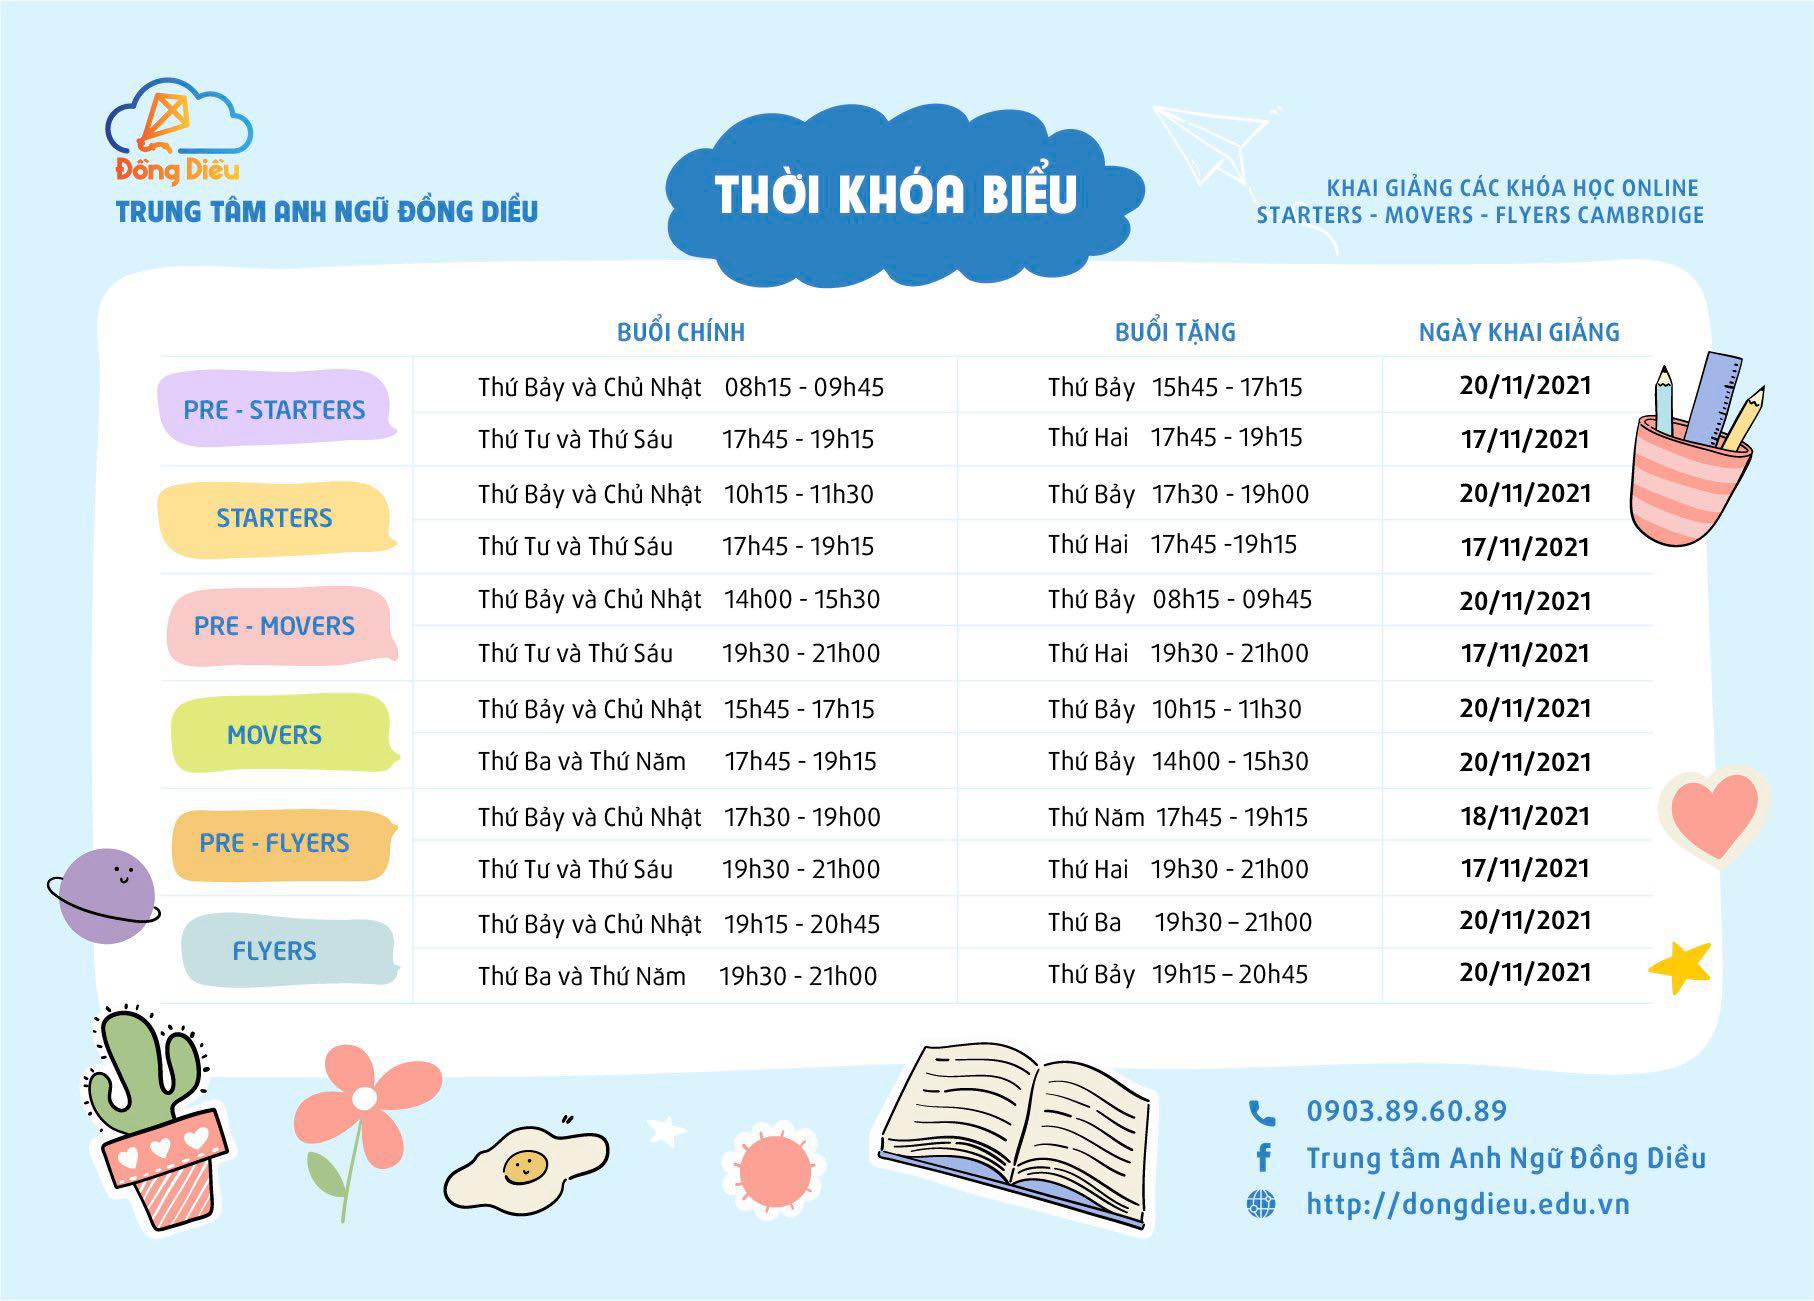 Đồng Diều
TRUNG TÂM ANH NGỮ ĐỒNG DIỀU
THỜI KHÓA BIỂU
KHAI GIẢNG CÁC KHÓA HỌC ONLINE
STARTERS - MOVERS - FLYERS CAMBRDIGE
BUỔI CHÍNH BUỔI TẶNG NGÀY KHAI GIẢNG
PRE - STARTERS
Thứ Bảy và Chủ Nhật 08h15 - 09h45 Thứ Bảy 15h45 - 17h15 20/11/2021
Thứ Tư và Thứ Sáu 17h45 - 19h15 Thứ Hai 17h45 - 19h15 17/11/2021
STARTERS
Thứ Bảy và Chủ Nhật 10h15 - 11h30 Thứ Bảy 17h30 - 19h00 20/11/2021
Thứ Tư và Thứ Sáu 17h45 - 19h15 Thứ Hai 17h45 -19h15 17/11/2021
PRE - MOVERS
Thứ Bảy và Chủ Nhật 14h00 - 15h30 Thứ Bảy 08h15 - 09h45 20/11/2021
Thứ Tư và Thứ Sáu 19h30 - 21h00 Thứ Hai 19h30 - 21h00 17/11/2021
MOVERS
Thứ Bảy và Chủ Nhật 15h45 - 17h15 Thứ Bảy 10h15 - 11h30 20/11/2021
Thứ Ba và Thứ Năm 17h45 - 19h15 Thứ Bảy 14h00 - 15h30 20/11/2021
PRE - FLYERS
Thứ Bảy và Chủ Nhật 17h30 - 19h00 Thứ Năm 17h45 - 19h15 18/11/2021
Thứ Tư và Thứ Sáu 19h30 - 21h00 Thứ Hai 19h30 - 21h00 17/11/2021
FLYERS
Thứ Bảy và Chủ Nhật 19h15 - 20h45 Thứ Ba 19h30 – 21h00 20/11/2021
Thứ Ba và Thứ Năm 19h30 - 21h00 Thứ Bảy 19h15 – 20h45 20/11/2021
0903.89.60.89
Trung tâm Anh Ngữ Đồng Diều
http://dongdieu.edu.vn